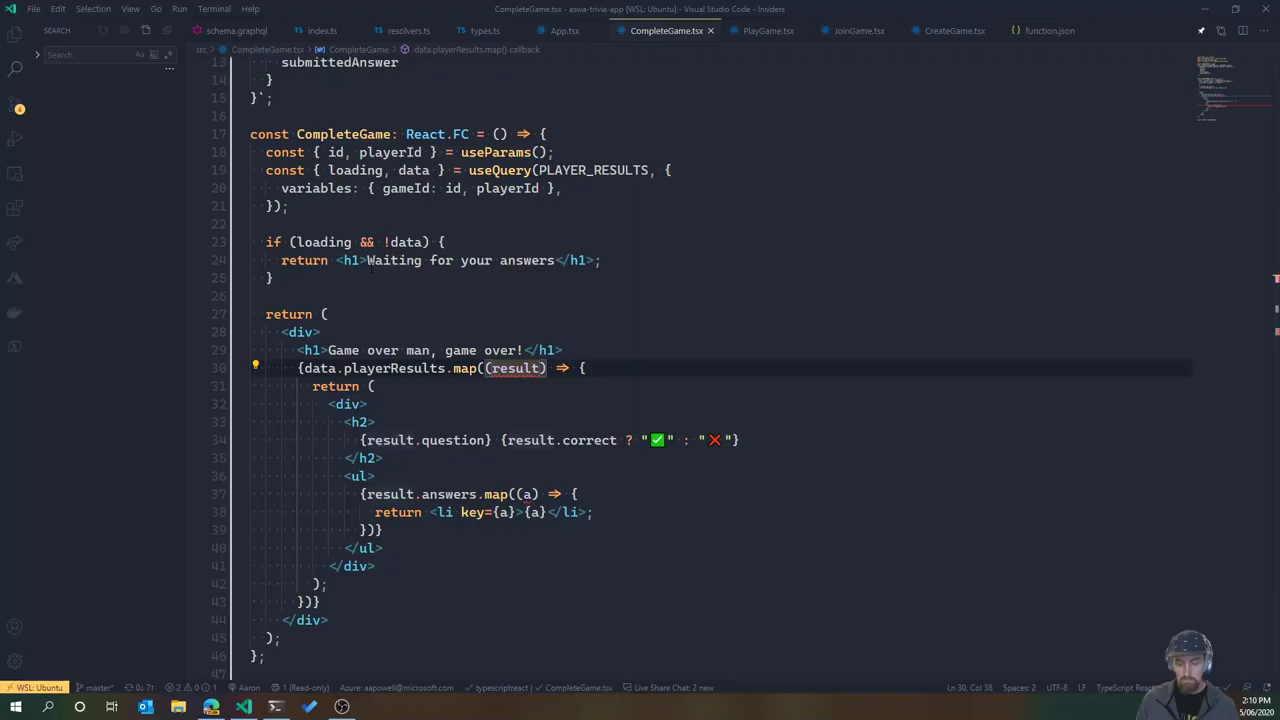 File Edit Selection View Go Run Terminal Help
CompleteGame.tsx - aswa-trivia-app [WSL: Ubuntu] - Visual Studio Code - Insiders
SEARCH
schema.graphql index.ts resolvers.ts types.ts App.tsx CompleteGame.tsx PlayGame.tsx JoinGame.tsx CreateGame.tsx function.json
src > CompleteGame.tsx > CompleteGame > data.playerResults.map() callback
Search
13 submittedAnswer
14 }
15 }`;
16
17 const CompleteGame: React.FC = () => {
18 const { id, playerId } = useParams();
19 const { loading, data } = useQuery(PLAYER_RESULTS, {
20 variables: { gameId: id, playerId },
21 });
22
23 if (loading && !data) {
24 return <h1>Waiting for your answers</h1>;
25 }
26
27 return (
28 <div>
29 <h1>Game over man, game over!</h1>
30 {data.playerResults.map((result) => {
31 return (
32 <div>
33 <h2>
34 {result.question} {result.correct ? "✅" : "❌"}
35 </h2>
36 <ul>
37 {result.answers.map((a) => {
38 return <li key={a}>{a}</li>;
39 })}
40 </ul>
41 </div>
42 );
43 })}
44 </div>
45 );
46 };
47
6
WSL: Ubuntu master* 0↓ 7↑ 2 0 1 Aaron 1 (Read-only) Azure: aapowell@microsoft.com typescriptreact CompleteGame.tsx Live Share Chat: 2 new Ln 30, Col 38 Spaces: 2 UTF-8 LF TypeScript React
2:10 PM
5/06/2020